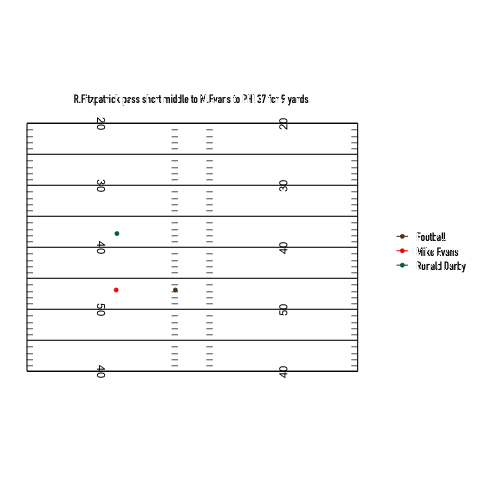 R.Fitzpatrick pass short middle to M.Evans to PHI 37 for 9 yards.
20 20
30 30
40 40
50 50
40 40
Football
Mike Evans
Ronald Darby